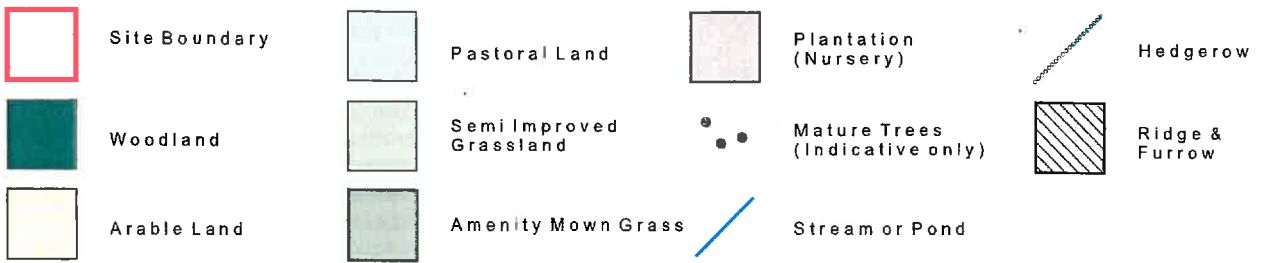 Site Boundary
Woodland
Arable Land
Pastoral Land
Semi Improved
Grassland
Amenity Mown Grass
Plantation
(Nursery)
Mature Trees
(Indicative only)
Stream or Pond
Hedgerow
Ridge &
Furrow